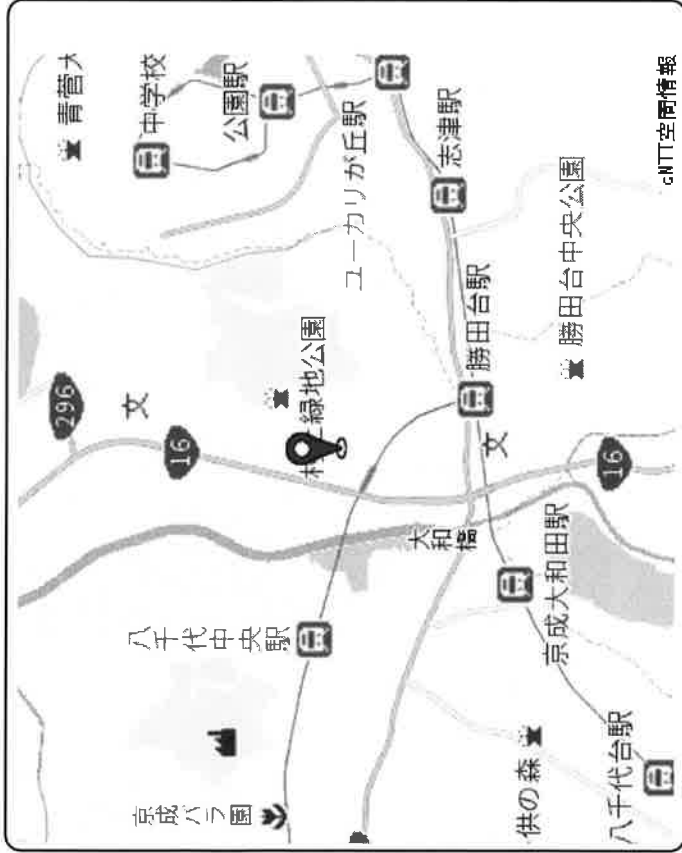 青菅
中学校
公園駅
ユーカリが丘駅
志津駅
296
文
16
緑地公園
勝田台駅
勝田台中央公園
文
16
大和橋
八千代中央駅
京成大和田駅
京成バラ園
供の森
八千代台駅
NTT空間情報